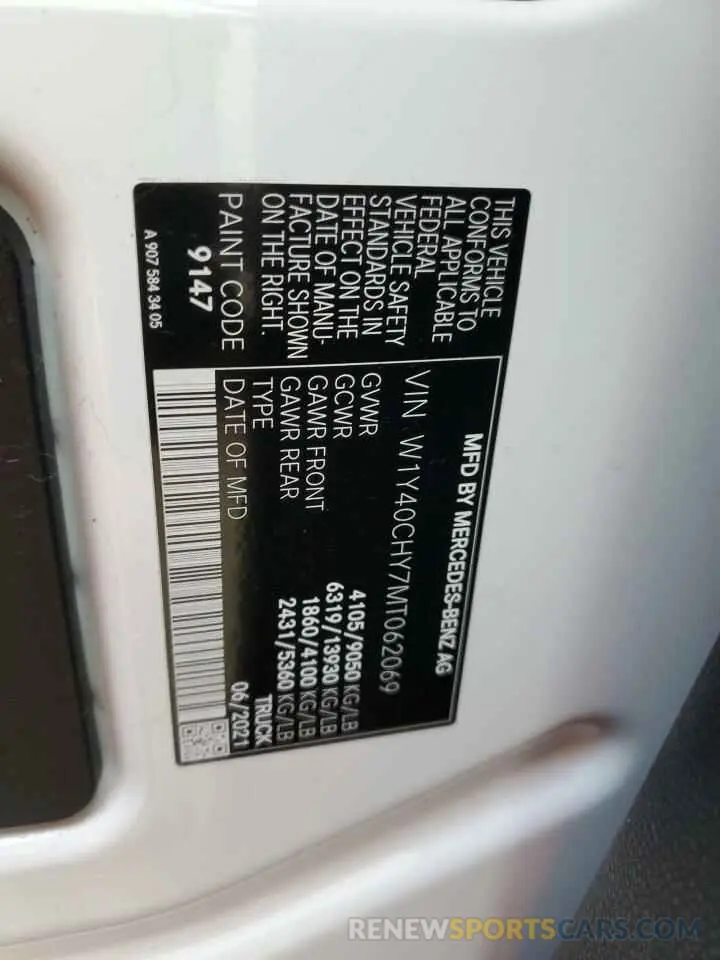 MFD BY MERCEDES-BENZ AG
THIS VEHICLE
CONFORMS TO
ALL APPLICABLE
FEDERAL
VEHICLE SAFETY
STANDARDS IN
EFFECT ON THE
DATE OF MANU-
FACTURE SHOWN
ON THE RIGHT.
PAINT CODE
9147
A 907 584 34 05
VIN W1Y40CHY7MT062069
GVWR 4105/9050 KG/LB
GCWR 6319/13930 KG/LB
GAWR FRONT 1860/4100 KG/LB
GAWR REAR 2431/5360 KG/LB
TYPE TRUCK
DATE OF MFD 06/2021
RENEWSPORTSCARS.COM